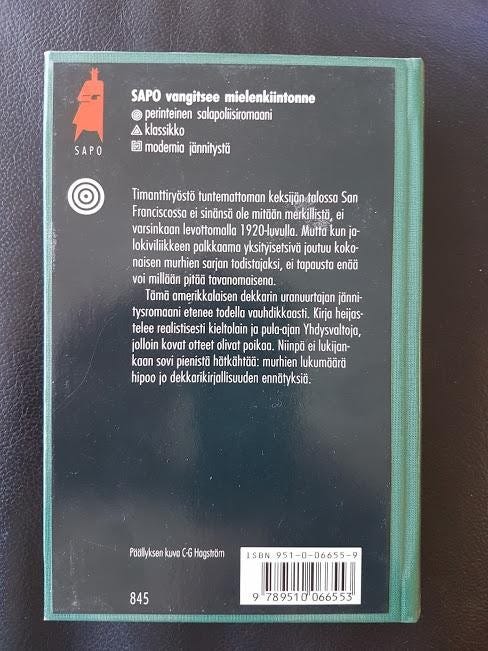 SAPO vangitsee mielenkiintonne
perinteinen salapoliisiromaani
klassikko
modernia jännitystä
SAPO
Timanttiryöstö tuntemattoman keksijän talossa San
Franciscossa ei sinänsä ole mitään merkillistä, ei
varsinkaan levottomalla 1920-luvulla. Mutta kun ja-
lokiviliikkeen palkkaama yksityisetsivä joutuu koko-
naisen murhien sarjan todistajaksi, ei tapausta enää
voi millään pitää tavanomaisena.
Tämä amerikkalaisen dekkarin uranuurtajan jänni-
tysromaani etenee todella vauhdikkaasti. Kirja heijas-
telee realistisesti kieltolain ja pula-ajan Yhdysvaltoja,
jolloin kovat otteet olivat poikaa. Niinpä ei lukijan-
kaan sovi pienistä hätkähtää: murhien lukumäärä
hipoo jo dekkarikirjallisuuden ennätyksiä.
Päällyksen kuva C-G Hagström
ISBN 951-0-06655-9
9 789510 066553
845